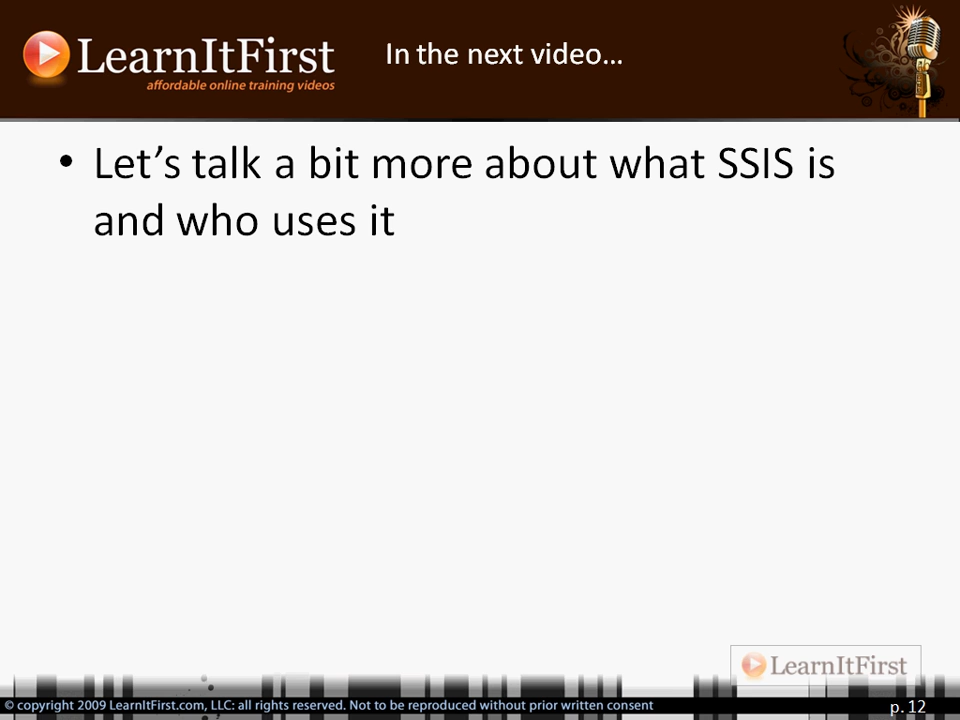 LearnItFirst
affordable online training videos
In the next video…
• Let’s talk a bit more about what SSIS is
and who uses it
LearnItFirst
© copyright 2009 LearnItFirst.com, LLC: all rights reserved. Not to be reproduced without prior written consent
p. 12